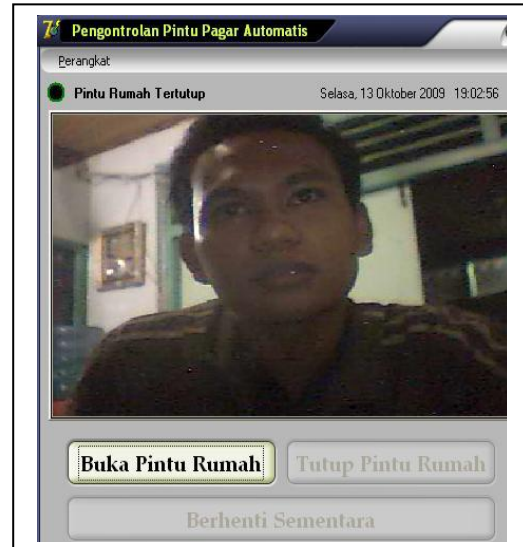 Pengontrolan Pintu Pagar Automatis
Perangkat
Pintu Rumah Tertutup Selasa, 13 Oktober 2009 19:02:56
Buka Pintu Rumah Tutup Pintu Rumah
Berhenti Sementara